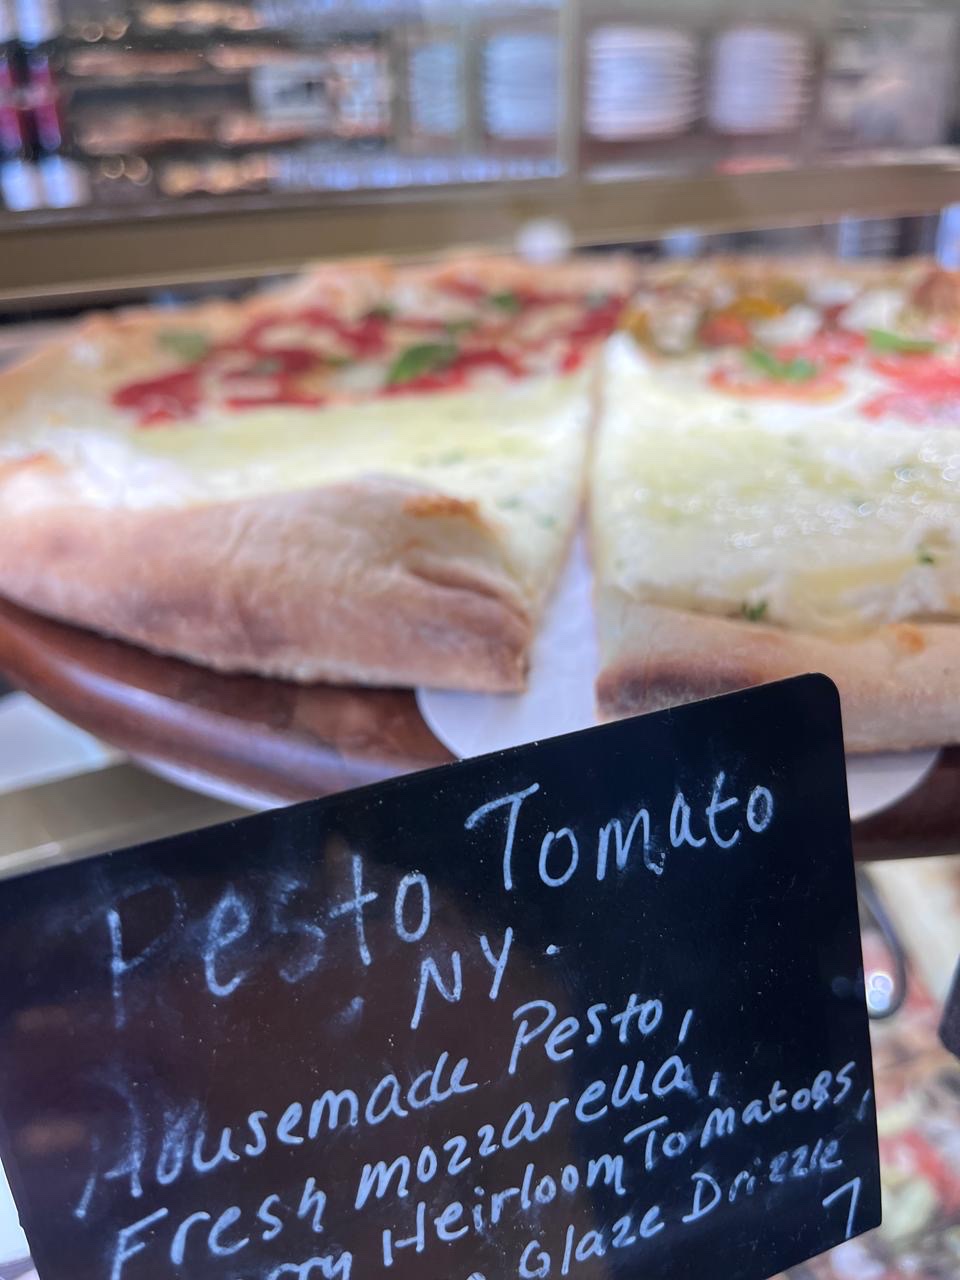 Pesto Tomato
NY.
Housemade Pesto,
Fresh mozzarella,
Heirloom Tomatoes,
Glaze Drizzle
7